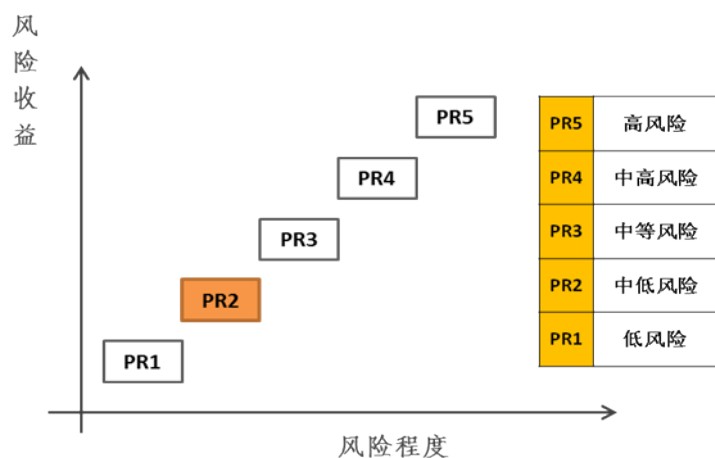 风险收益
PR5
PR4
PR3
PR2
PR1
风险程度
PR5 高风险
PR4 中高风险
PR3 中等风险
PR2 中低风险
PR1 低风险